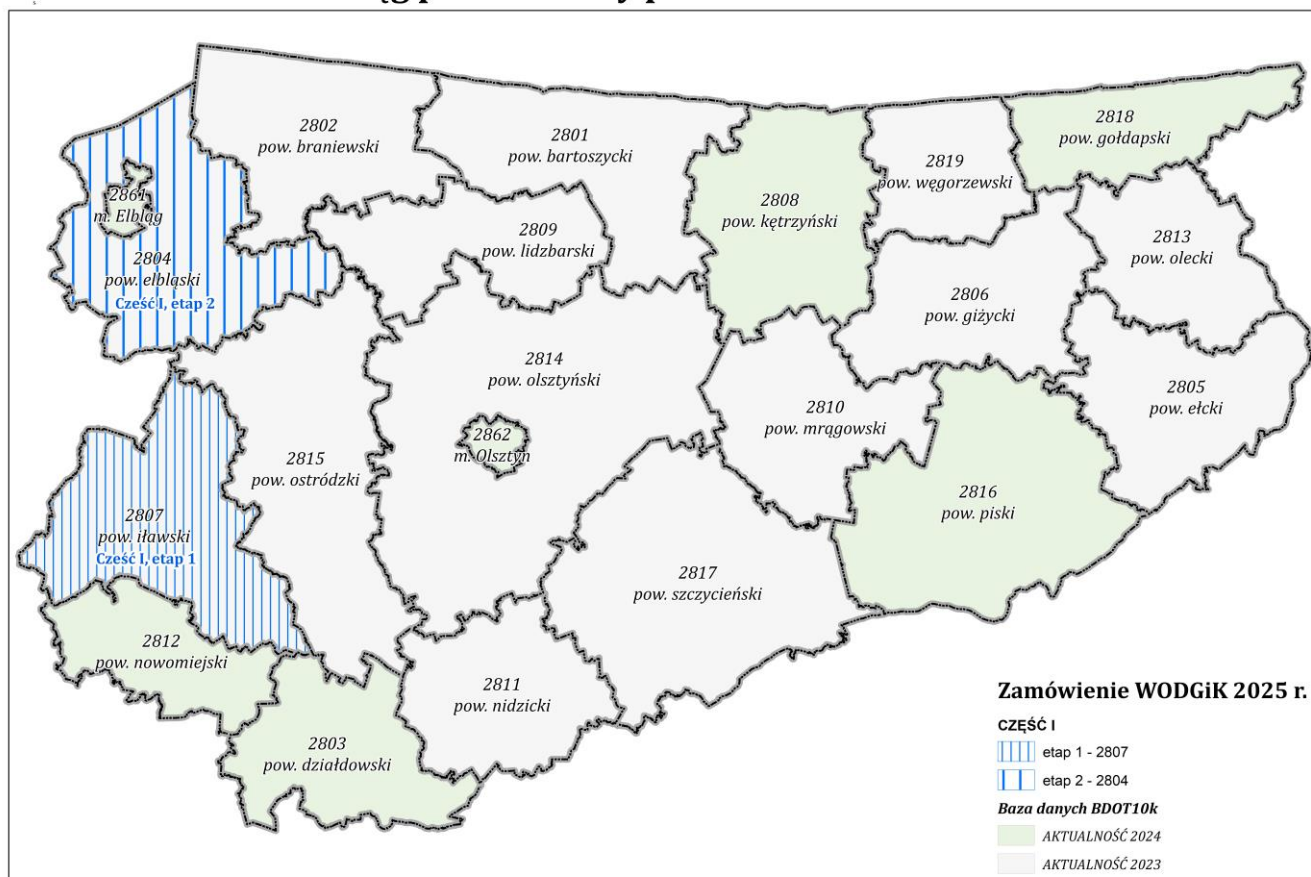 2802
pow. braniewski
2801
pow. bartoszycki
2818
pow. gołdapski
2819
pow. węgorzewski
2861
m. Elbląg
2808
pow. kętrzyński
2809
pow. lidzbarski
2813
pow. olecki
2804
pow. elbląski
Cześć I, etap 2
2806
pow. giżycki
2814
pow. olsztyński
2805
pow. ełcki
2810
pow. mrągowski
2862
m. Olsztyn
2815
pow. ostródzki
2816
pow. piski
2807
pow. iławski
Cześć I, etap 1
2817
pow. szczycieński
2812
pow. nowomiejski
2811
pow. nidzicki
2803
pow. działdowski
Zamówienie WODGiK 2025 r.
CZĘŚĆ I
etap 1 - 2807
etap 2 - 2804
Baza danych BDOT10k
AKTUALNOŚĆ 2024
AKTUALNOŚĆ 2023